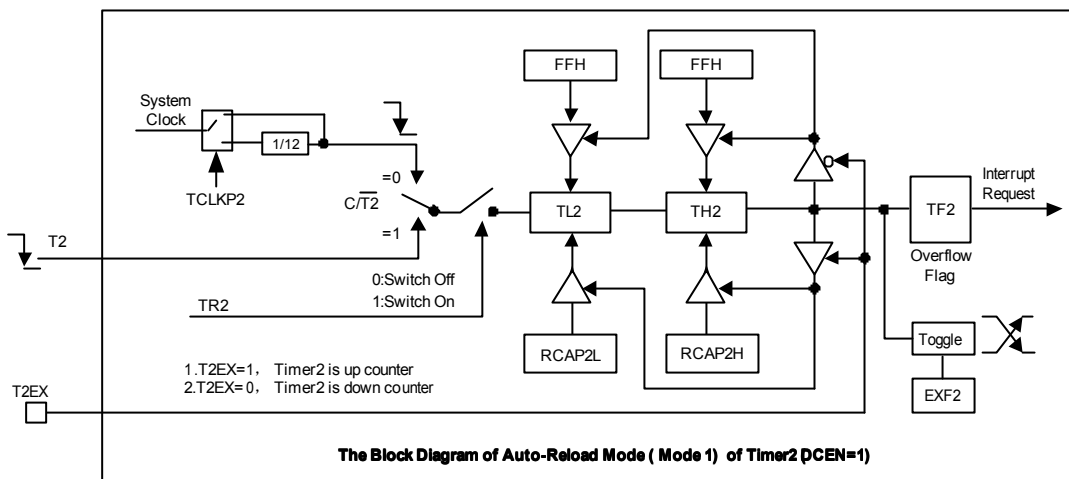 FFH
FFH
System
Clock
1/12
TCLKP2
=0
C/T2
=1
T2
TL2
TH2
TF2
Interrupt
Request
Overflow
Flag
0:Switch Off
1:Switch On
TR2
RCAP2L
RCAP2H
Toggle
EXF2
1.T2EX=1， Timer2 is up counter
2.T2EX=0， Timer2 is down counter
T2EX
The Block Diagram of Auto-Reload Mode ( Mode 1) of Timer2 (DCEN=1)